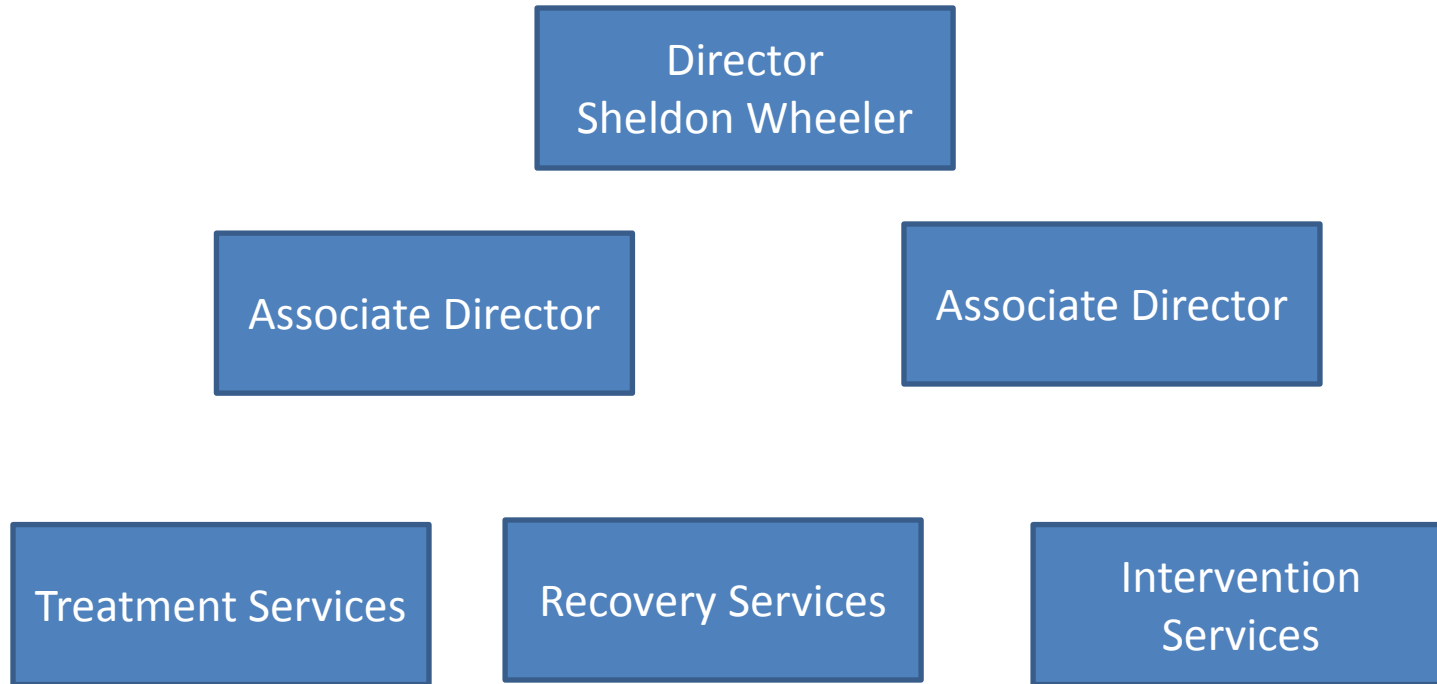 Director
Sheldon Wheeler
Associate Director
Associate Director
Treatment Services
Recovery Services
Intervention
Services